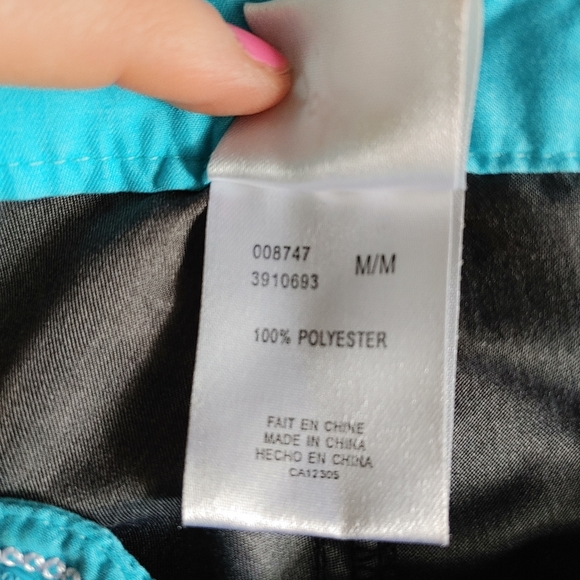 008747
3910693
M/M
100% POLYESTER
FAIT EN CHINE
MADE IN CHINA
HECHO EN CHINA
CA12305